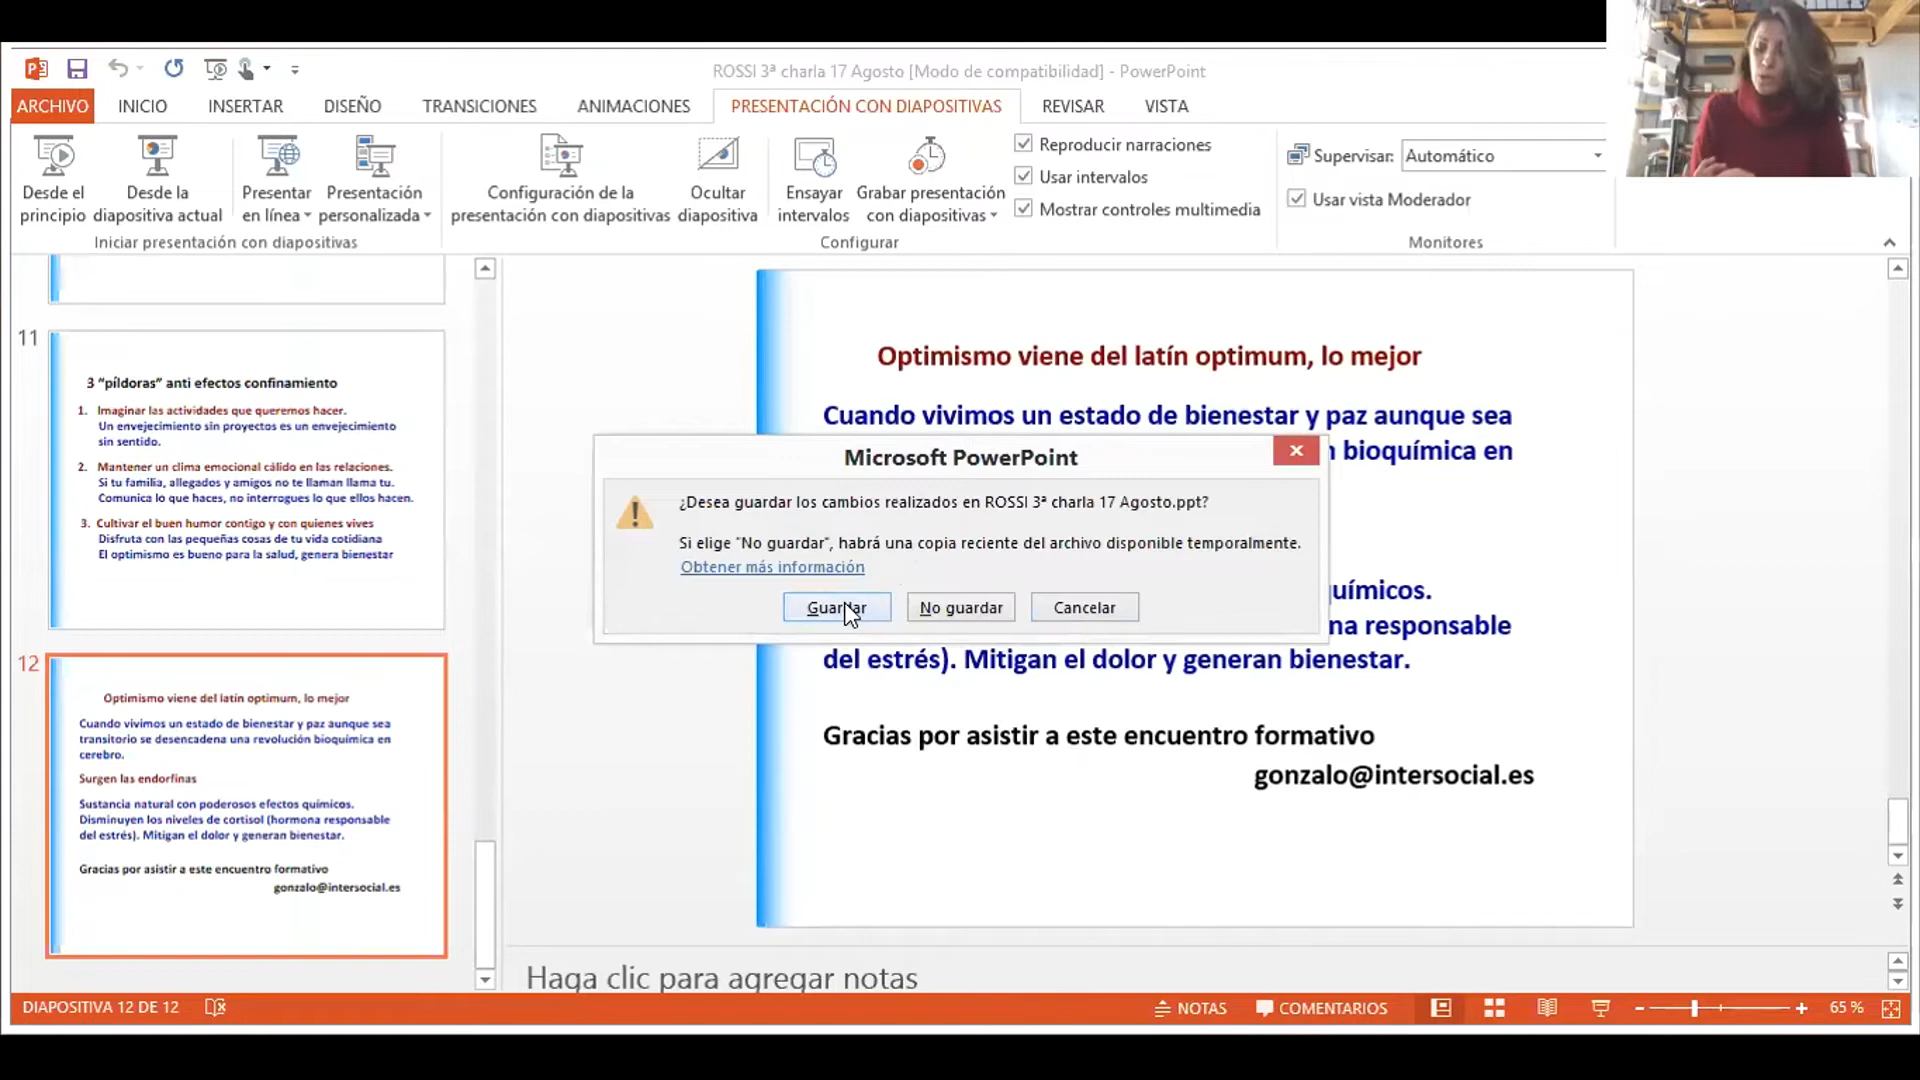 ROSSI 3ª charla 17 Agosto [Modo de compatibilidad] - PowerPoint
ARCHIVO INICIO INSERTAR DISEÑO TRANSICIONES ANIMACIONES PRESENTACIÓN CON DIAPOSITIVAS REVISAR VISTA
Desde el
principio
Desde la
diapositiva actual
Presentar
en línea
Presentación
personalizada
Iniciar presentación con diapositivas
Configuración de la
presentación con diapositivas
Ocultar
diapositiva
Ensayar
intervalos
Grabar presentación
con diapositivas
Reproducir narraciones
Usar intervalos
Mostrar controles multimedia
Configurar
Supervisar: Automático
Usar vista Moderador
Monitores
11
3 “píldoras” anti efectos confinamiento
1. Imaginar las actividades que queremos hacer.
Un envejecimiento sin proyectos es un envejecimiento
sin sentido.
2. Mantener un clima emocional cálido en las relaciones.
Si tu familia, allegados y amigos no te llaman llama tu.
Comunica lo que haces, no interrogues lo que ellos hacen.
3. Cultivar el buen humor contigo y con quienes vives
Disfruta con las pequeñas cosas de tu vida cotidiana
El optimismo es bueno para la salud, genera bienestar
12
Optimismo viene del latín optimum, lo mejor
Cuando vivimos un estado de bienestar y paz aunque sea
transitorio se desencadena una revolución bioquímica en
cerebro.
Surgen las endorfinas
Sustancia natural con poderosos efectos químicos.
Disminuyen los niveles de cortisol (hormona responsable
del estrés). Mitigan el dolor y generan bienestar.
Gracias por asistir a este encuentro formativo
gonzalo@intersocial.es
Optimismo viene del latín optimum, lo mejor
Cuando vivimos un estado de bienestar y paz aunque sea
bioquímica en
químicos.
responsable
del estrés). Mitigan el dolor y generan bienestar.
Gracias por asistir a este encuentro formativo
gonzalo@intersocial.es
Microsoft PowerPoint
¿Desea guardar los cambios realizados en ROSSI 3ª charla 17 Agosto.ppt?
Si elige "No guardar", habrá una copia reciente del archivo disponible temporalmente.
Obtener más información
Guardar No guardar Cancelar
Haga clic para agregar notas
DIAPOSITIVA 12 DE 12 NOTAS COMENTARIOS 65 %